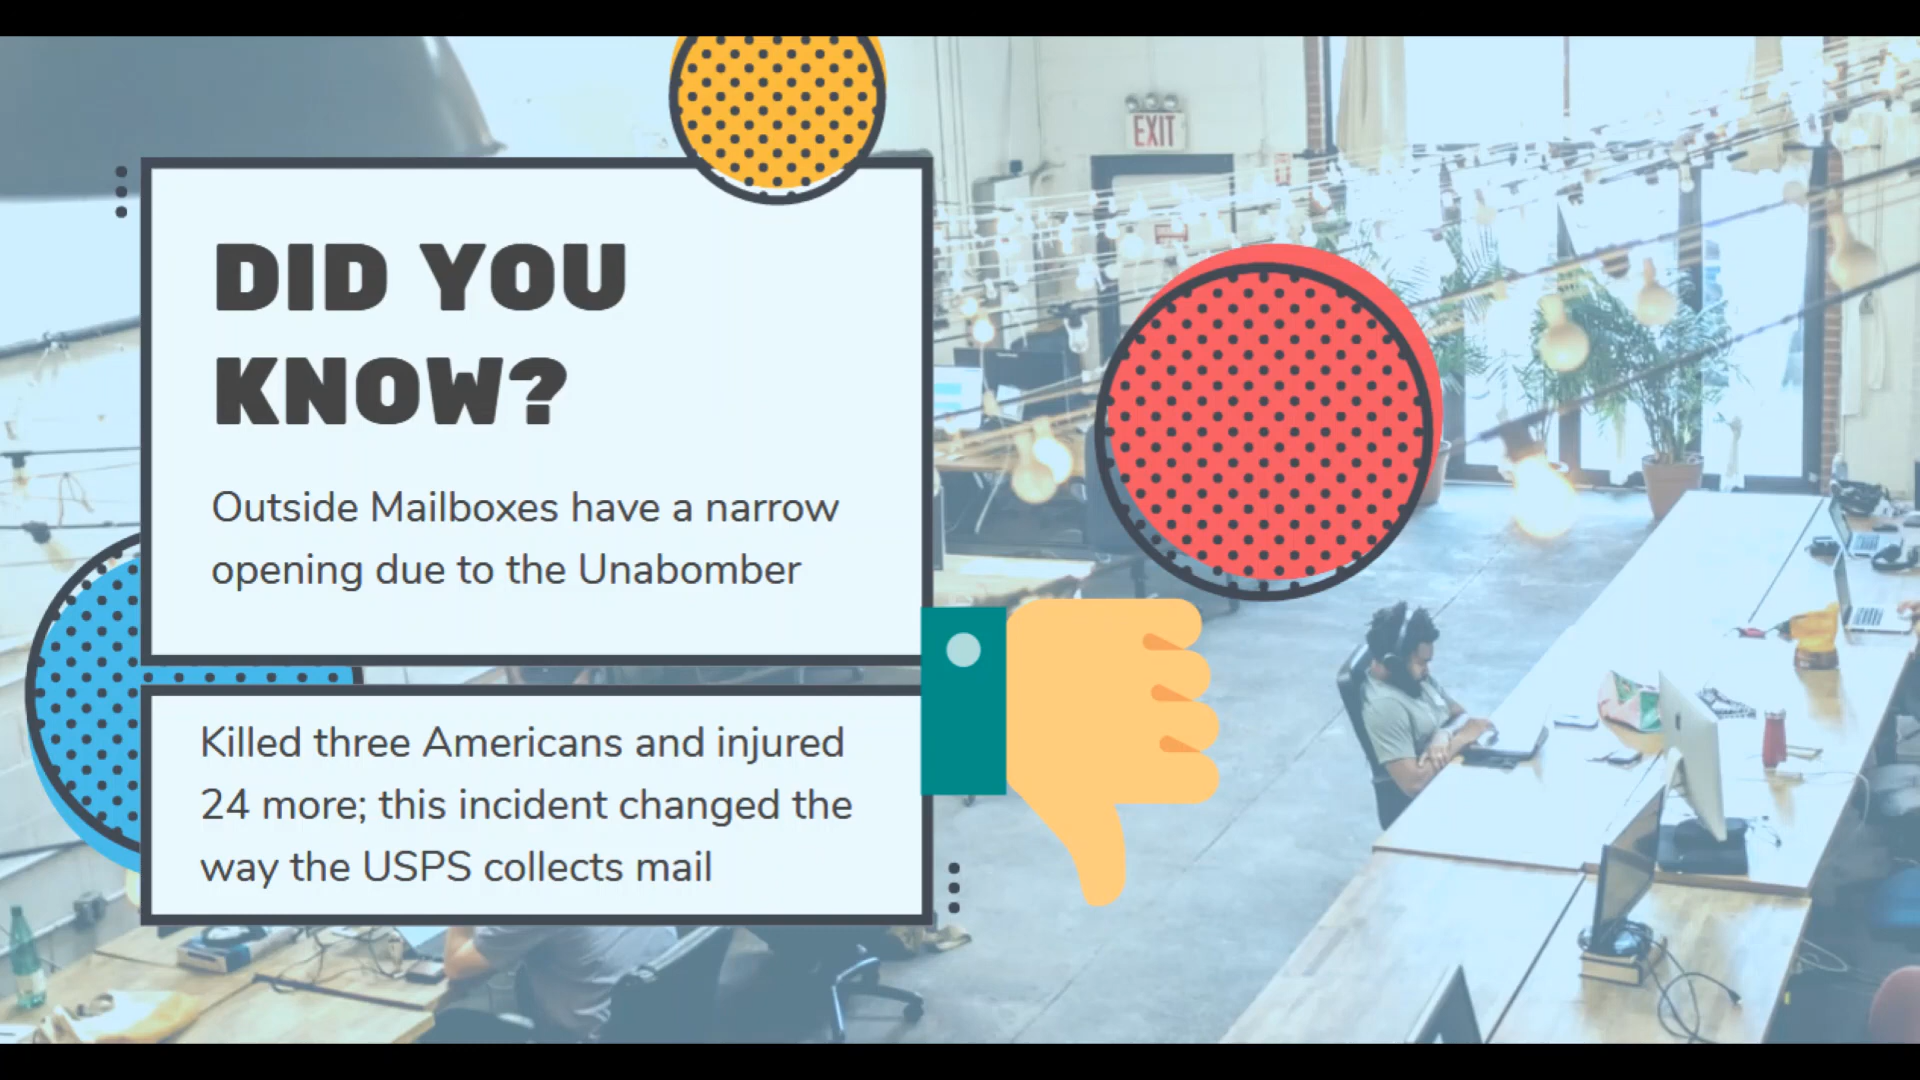 EXIT
DID YOU
KNOW?
Outside Mailboxes have a narrow
opening due to the Unabomber
Killed three Americans and injured
24 more; this incident changed the
way the USPS collects mail